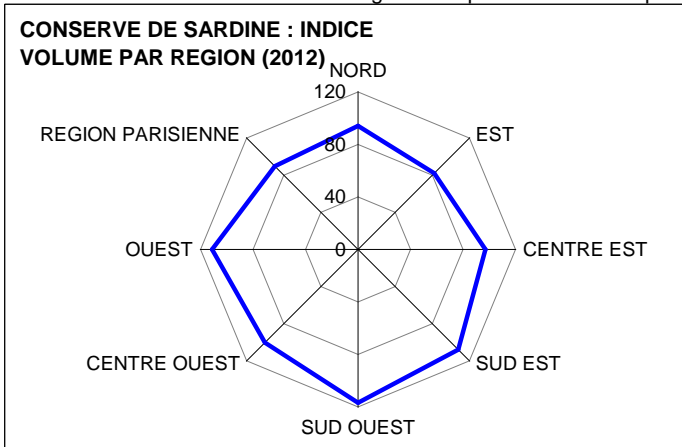 CONSERVE DE SARDINE : INDICE
VOLUME PAR REGION (2012)
NORD
120
REGION PARISIENNE
EST
80
40
OUEST
0
CENTRE EST
CENTRE OUEST
SUD EST
SUD OUEST